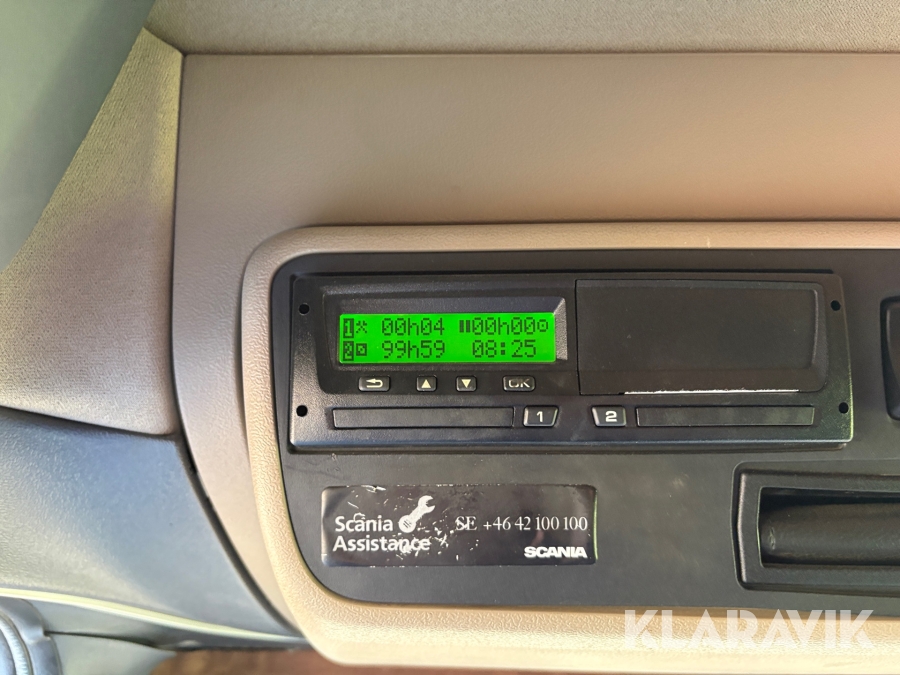 1 00h04 00h00
2 99h59 08:25
OK
1 2
Scania Assistance
SE +46 42 100 100
SCANIA
KLARAVIK